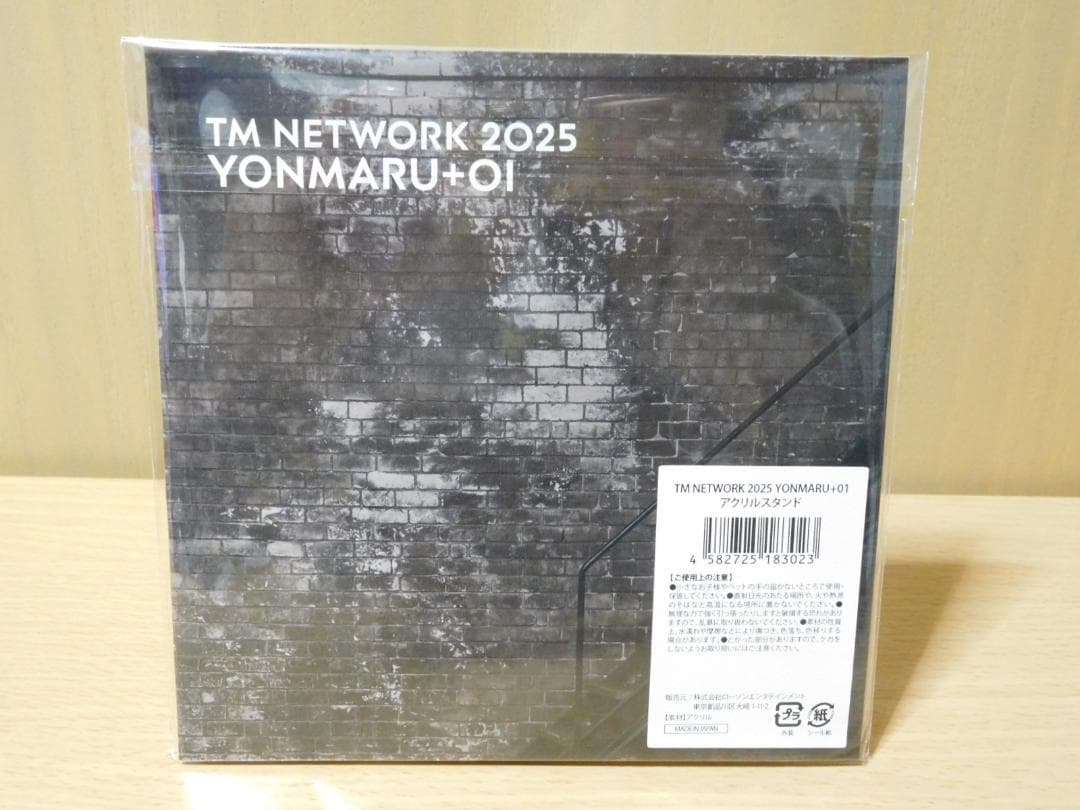 TM NETWORK 2025
YONMARU+01
TM NETWORK 2025 YONMARU+01
アクリルスタンド
4 582725 183023
【ご使用上の注意】
●小さなお子様やペットの手の届かないところで使用・
保管してください。●直射日光のあたる場所や、火や熱源
のそばなど高温になる場所に置かないでください。●
無理な力で強く引っ張ったりしますと破損する恐れがあり
ますので、乱暴に取り扱わないでください。●素材の性質
上、水濡れや摩擦などにより傷つき、色落ち、色移りする
場合があります。●とがった部分がありますので、ケガを
しないようお取り扱いにはご注意ください。
販売元：株式会社ローソンエンタテインメント
東京都品川区大崎 1-11-2
【素材】アクリル
MADE IN JAPAN
プラ
外装
紙
シール紙